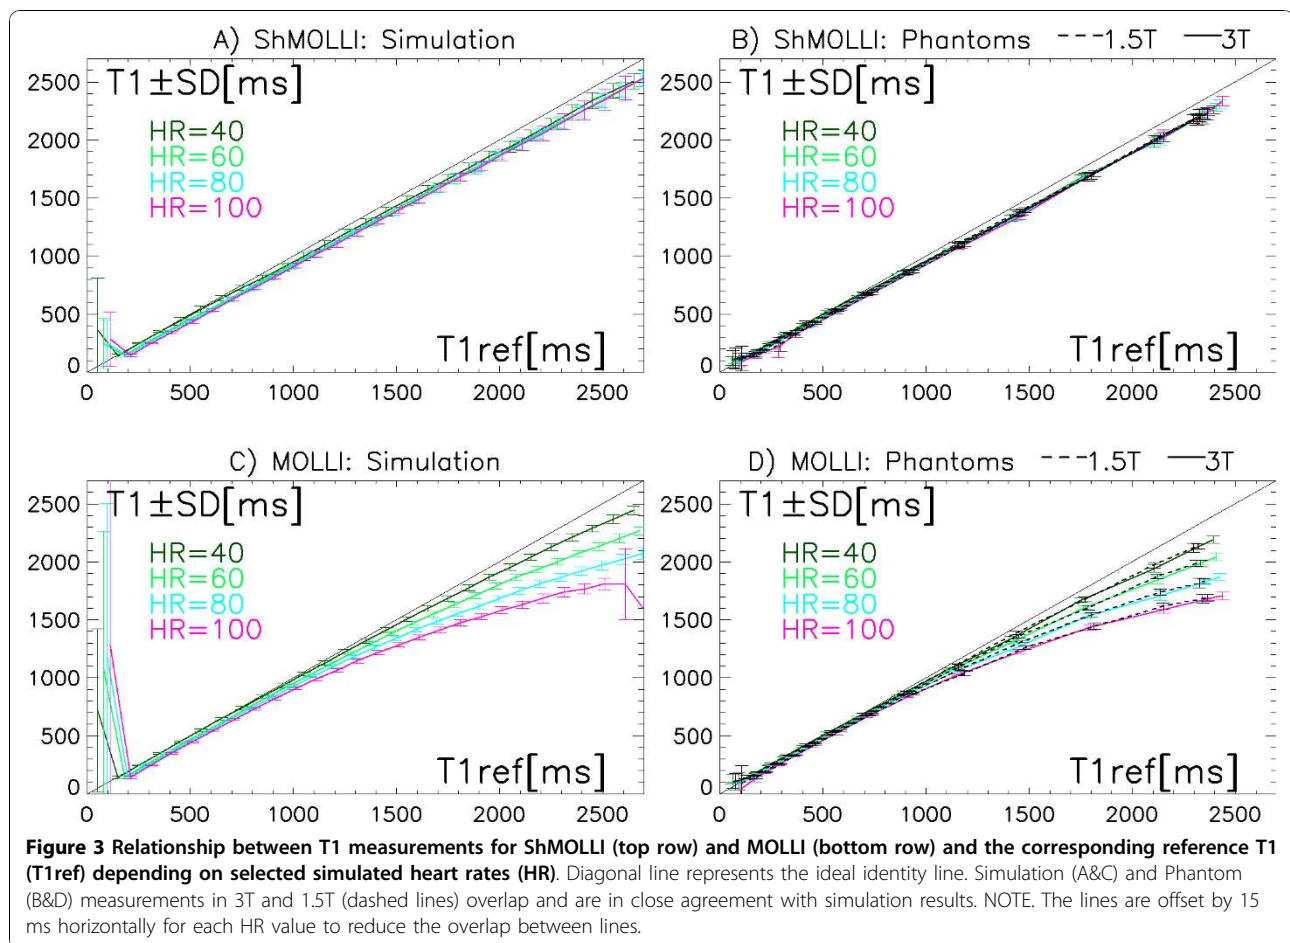 A) ShMOLLI: Simulation
T1±SD[ms]
HR=40
HR=60
HR=80
HR=100
T1ref[ms]
2500
2000
1500
1000
500
0
0 500 1000 1500 2000 2500
B) ShMOLLI: Phantoms 1.5T 3T
T1±SD[ms]
HR=40
HR=60
HR=80
HR=100
T1ref[ms]
2500
2000
1500
1000
500
0
0 500 1000 1500 2000 2500
C) MOLLI: Simulation
T1±SD[ms]
HR=40
HR=60
HR=80
HR=100
T1ref[ms]
2500
2000
1500
1000
500
0
0 500 1000 1500 2000 2500
D) MOLLI: Phantoms 1.5T 3T
T1±SD[ms]
HR=40
HR=60
HR=80
HR=100
T1ref[ms]
2500
2000
1500
1000
500
0
0 500 1000 1500 2000 2500
Figure 3 Relationship between T1 measurements for ShMOLLI (top row) and MOLLI (bottom row) and the corresponding reference T1
(T1ref) depending on selected simulated heart rates (HR). Diagonal line represents the ideal identity line. Simulation (A&C) and Phantom
(B&D) measurements in 3T and 1.5T (dashed lines) overlap and are in close agreement with simulation results. NOTE. The lines are offset by 15
ms horizontally for each HR value to reduce the overlap between lines.